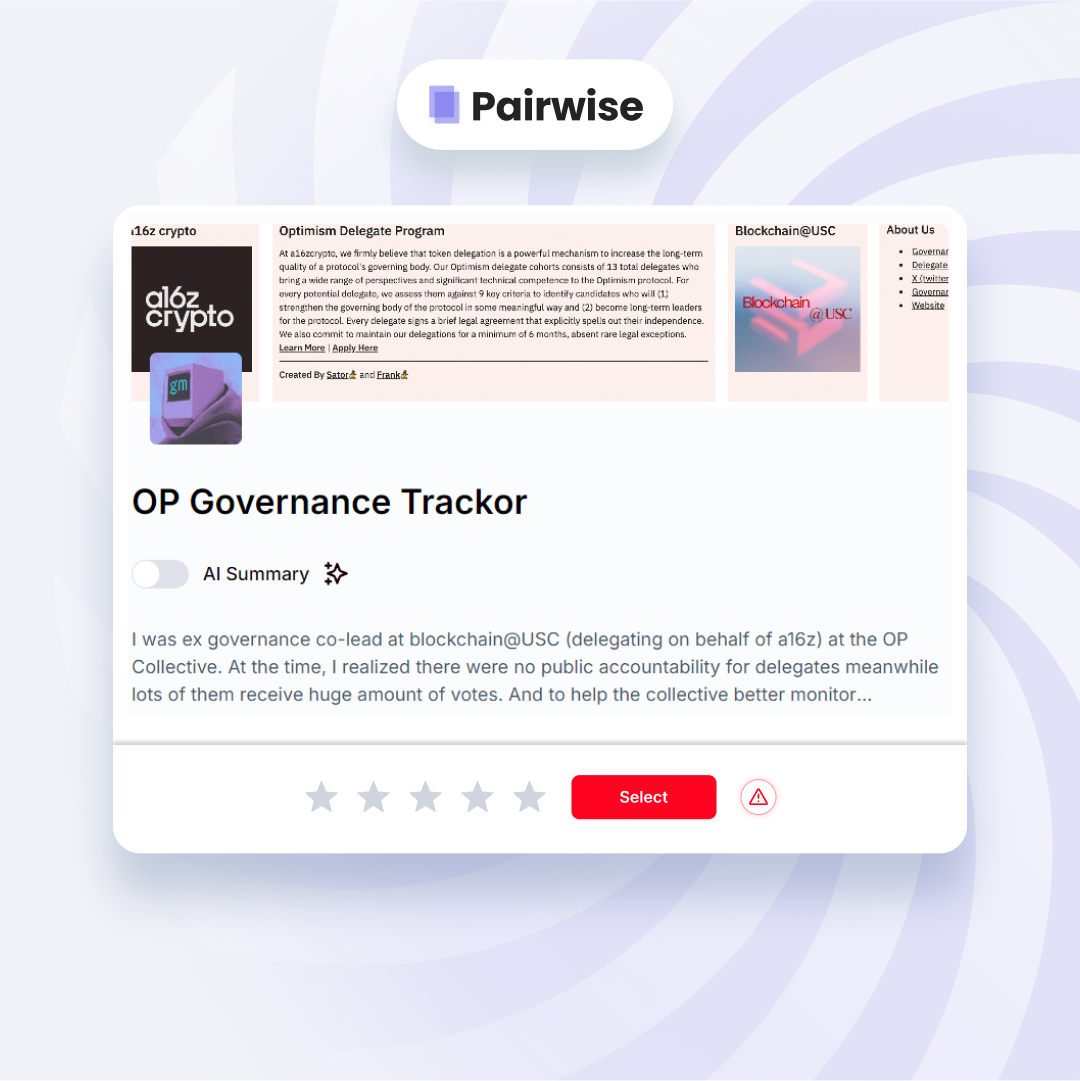 Pairwise
a16z crypto
a16z
crypto
gm
Optimism Delegate Program
At a16zcrypto, we firmly believe that token delegation is a powerful mechanism to increase the long-term
quality of a protocol's governing body. Our Optimism delegate cohorts consists of 13 total delegates who
bring a wide range of perspectives and significant technical competence to the Optimism protocol. For
every potential delegate, we assess them against 9 key criteria to identify candidates who will (1)
strengthen the governing body of the protocol in some meaningful way and (2) become long-term leaders
for the protocol. Every delegate signs a brief legal agreement that explicitly spells out their independence.
We also commit to maintain our delegations for a minimum of 6 months, absent rare legal exceptions.
Learn More | Apply Here
Created By Sator and Frank
Blockchain@USC
Blockchain
@USC
About Us
Governan
Delegate
X (twitter
Governar
Website
OP Governance Trackor
AI Summary
I was ex governance co-lead at blockchain@USC (delegating on behalf of a16z) at the OP
Collective. At the time, I realized there were no public accountability for delegates meanwhile
lots of them receive huge amount of votes. And to help the collective better monitor...
Select